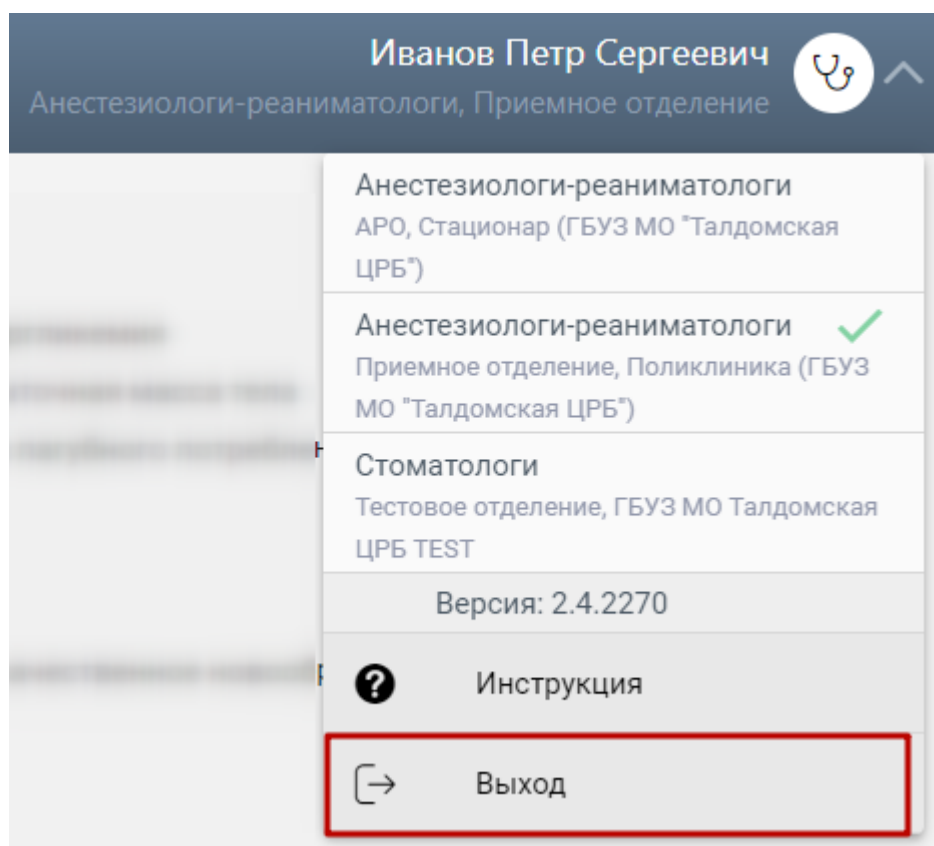 Иванов Петр Сергеевич
Анестезиологи-реаниматологи, Приемное отделение
Анестезиологи-реаниматологи
АРО, Стационар (ГБУЗ МО "Талдомская
ЦРБ")
Анестезиологи-реаниматологи
Приемное отделение, Поликлиника (ГБУЗ
МО "Талдомская ЦРБ")
Стоматологи
Тестовое отделение, ГБУЗ МО Талдомская
ЦРБ TEST
Версия: 2.4.2270
Инструкция
Выход